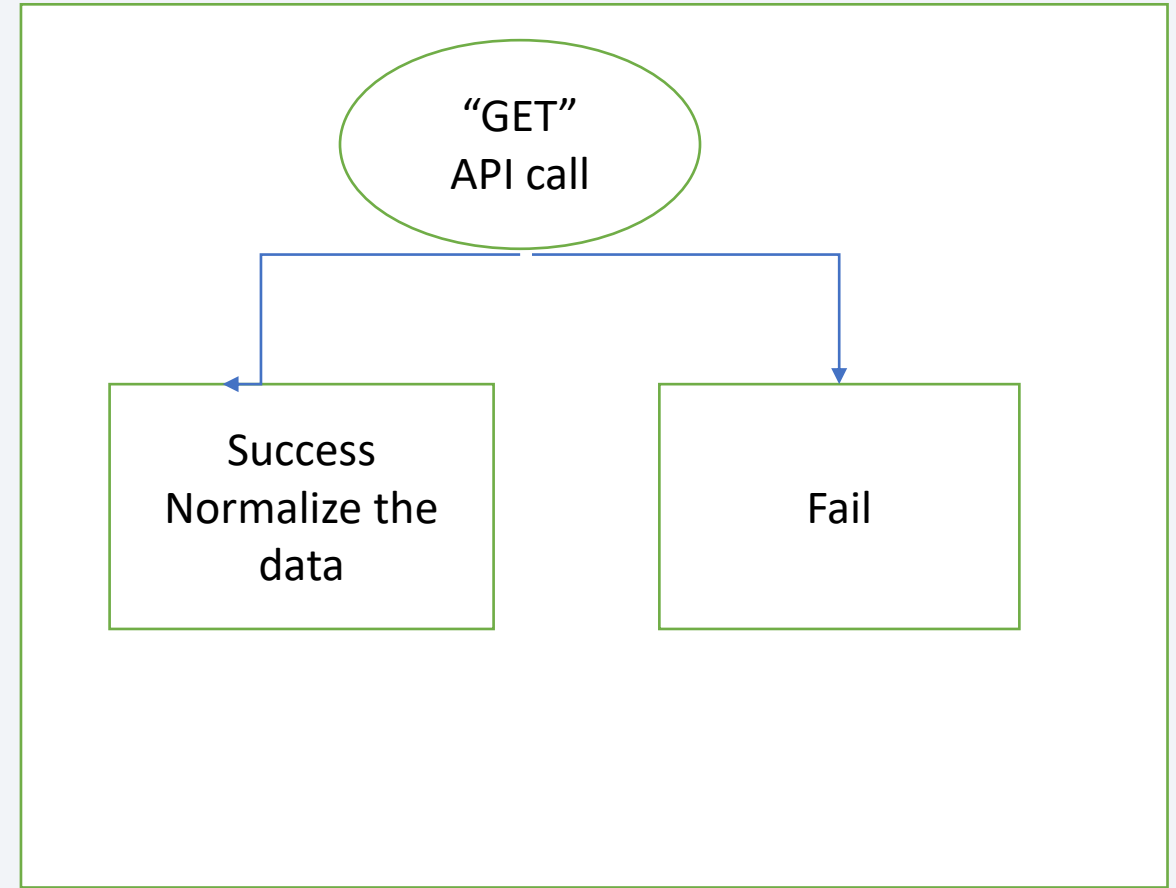 “GET”
API call
Success
Normalize the
data
Fail